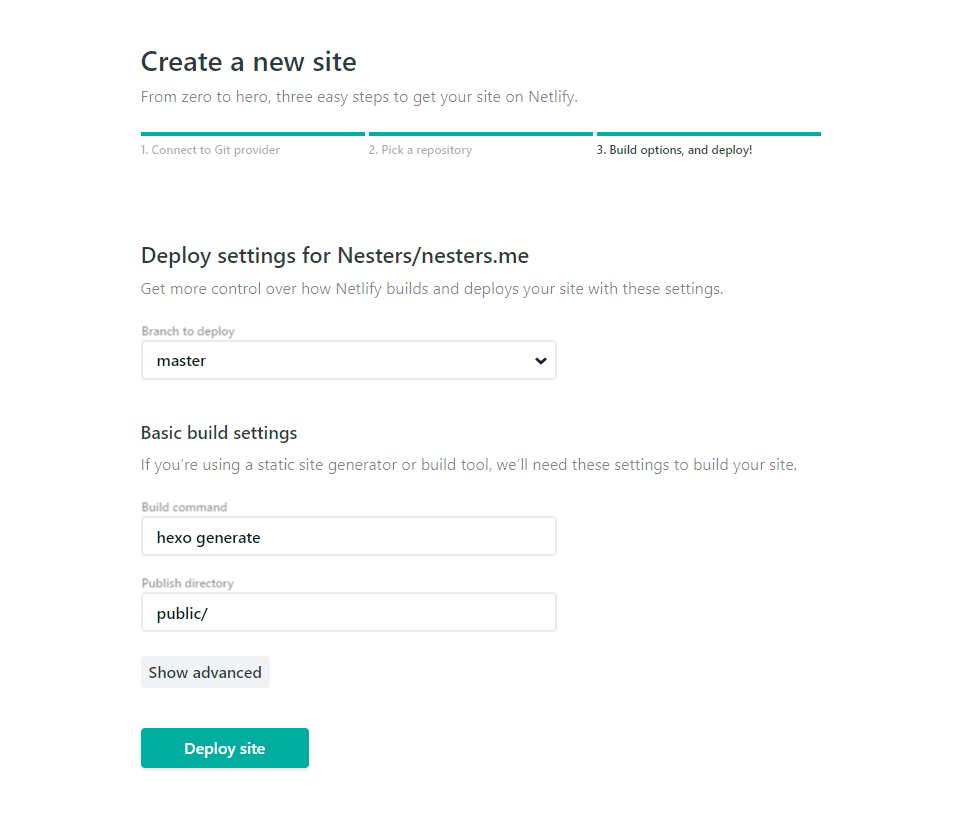 Create a new site
From zero to hero, three easy steps to get your site on Netlify.
1. Connect to Git provider
2. Pick a repository
3. Build options, and deploy!
Deploy settings for Nesters/nesters.me
Get more control over how Netlify builds and deploys your site with these settings.
Branch to deploy
master
Basic build settings
If you’re using a static site generator or build tool, we’ll need these settings to build your site.
Build command
hexo generate
Publish directory
public/
Show advanced
Deploy site